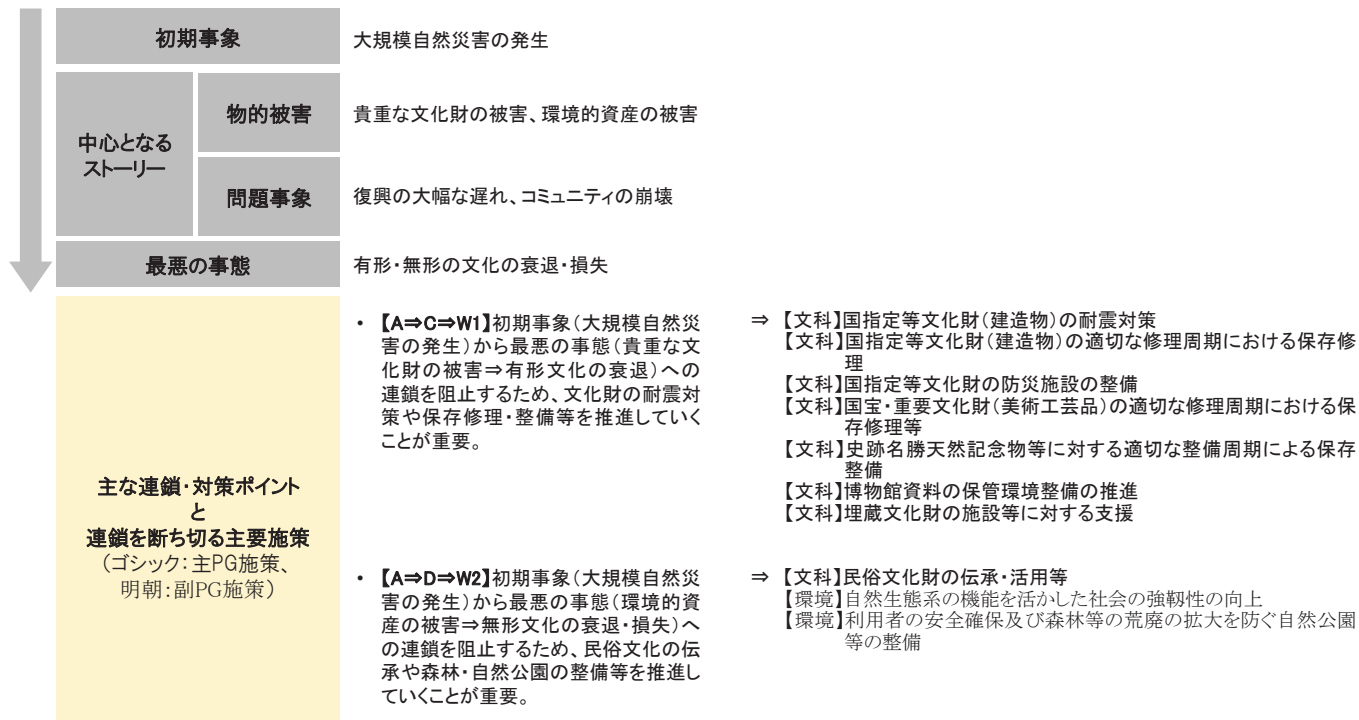 初期事象
大規模自然災害の発生
中心となる
ストーリー
物的被害
貴重な文化財の被害、環境的資産の被害
問題事象
復興の大幅な遅れ、コミュニティの崩壊
最悪の事態
有形・無形の文化の衰退・損失
主な連鎖・対策ポイント
と
連鎖を断ち切る主要施策
(ゴシック:主PG施策、
明朝:副PG施策)
• 【A⇒C⇒W1】初期事象(大規模自然災
害の発生)から最悪の事態(貴重な文
化財の被害⇒有形文化の衰退)への
連鎖を阻止するため、文化財の耐震対
策や保存修理・整備等を推進していく
ことが重要。
⇒ 【文科】国指定等文化財(建造物)の耐震対策
【文科】国指定等文化財(建造物)の適切な修理周期における保存修
理
【文科】国指定等文化財の防災施設の整備
【文科】国宝・重要文化財(美術工芸品)の適切な修理周期における保
存修理等
【文科】史跡名勝天然記念物等に対する適切な整備周期による保存
整備
【文科】博物館資料の保管環境整備の推進
【文科】埋蔵文化財の施設等に対する支援
• 【A⇒D⇒W2】初期事象(大規模自然災
害の発生)から最悪の事態(環境的資
産の被害⇒無形文化の衰退・損失)へ
の連鎖を阻止するため、民俗文化の伝
承や森林・自然公園の整備等を推進し
ていくことが重要。
⇒ 【文科】民俗文化財の伝承・活用等
【環境】自然生態系の機能を活かした社会の強靱性の向上
【環境】利用者の安全確保及び森林等の荒廃の拡大を防ぐ自然公園
等の整備